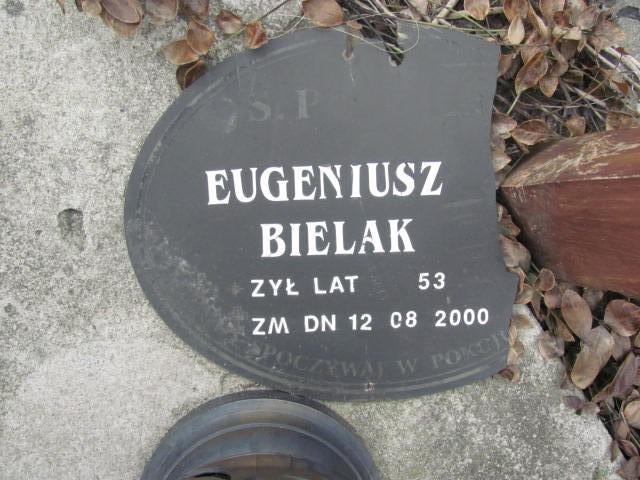 S. P
EUGENIUSZ
BIELAK
ZYŁ LAT 53
ZM DN 12 08 2000
SPOCZYWAJ W POKOJU